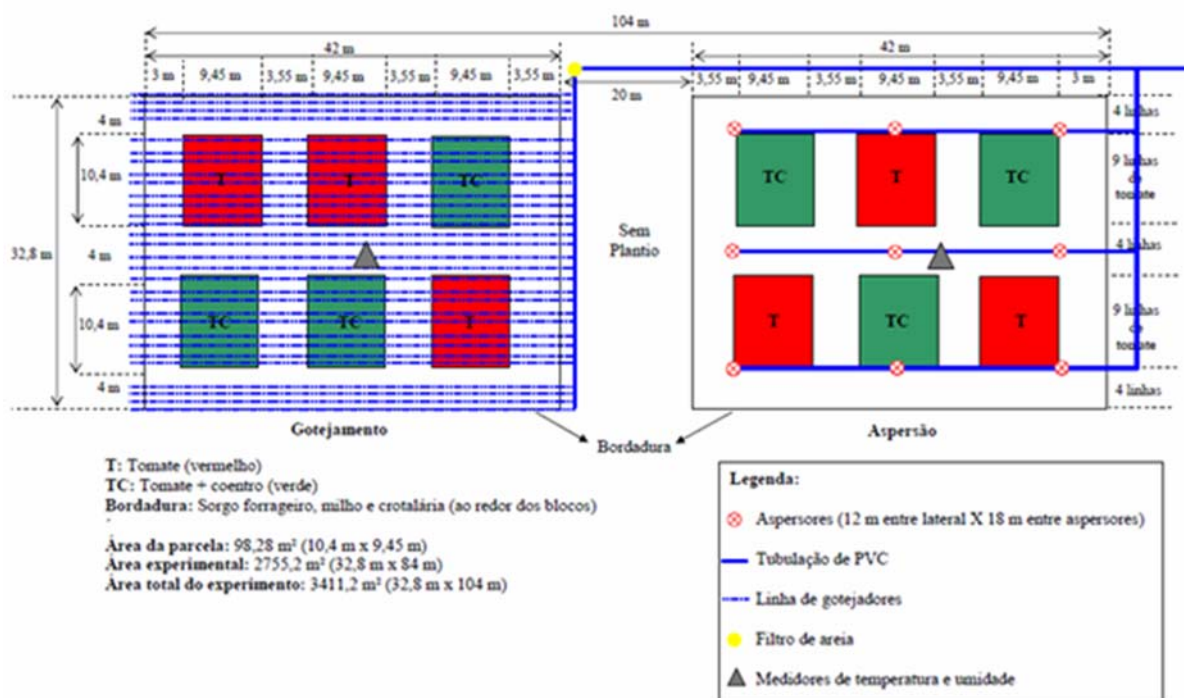 104 m
42 m
42 m
3 m 9,45 m 3,55 m 9,45 m 3,55 m 9,45 m 3,55 m
20 m
3,55 m 9,45 m 3,55 m 9,45 m 3,55 m 9,45 m 3 m
4 m
4 linhas
10,4 m
T T TC
TC T TC
9 linhas
tomate
32,8 m
4 m
Sem
Plantio
4 linhas
10,4 m
TC TC T
T TC T
9 linhas
tomate
4 m
4 linhas
Gotejamento
Bordadura
Aspersão
T: Tomate (vermelho)
TC: Tomate + coentro (verde)
Bordadura: Sorgo forrageiro, milho e crotalária (ao redor dos blocos)
Área da parcela: 98,28 m² (10,4 m x 9,45 m)
Área experimental: 2755,2 m² (32,8 m x 84 m)
Área total do experimento: 3411,2 m² (32,8 m x 104 m)
Legenda:
Aspersores (12 m entre lateral X 18 m entre aspersores)
Tubulação de PVC
Linha de gotejadores
Filtro de areia
Medidores de temperatura e umidade